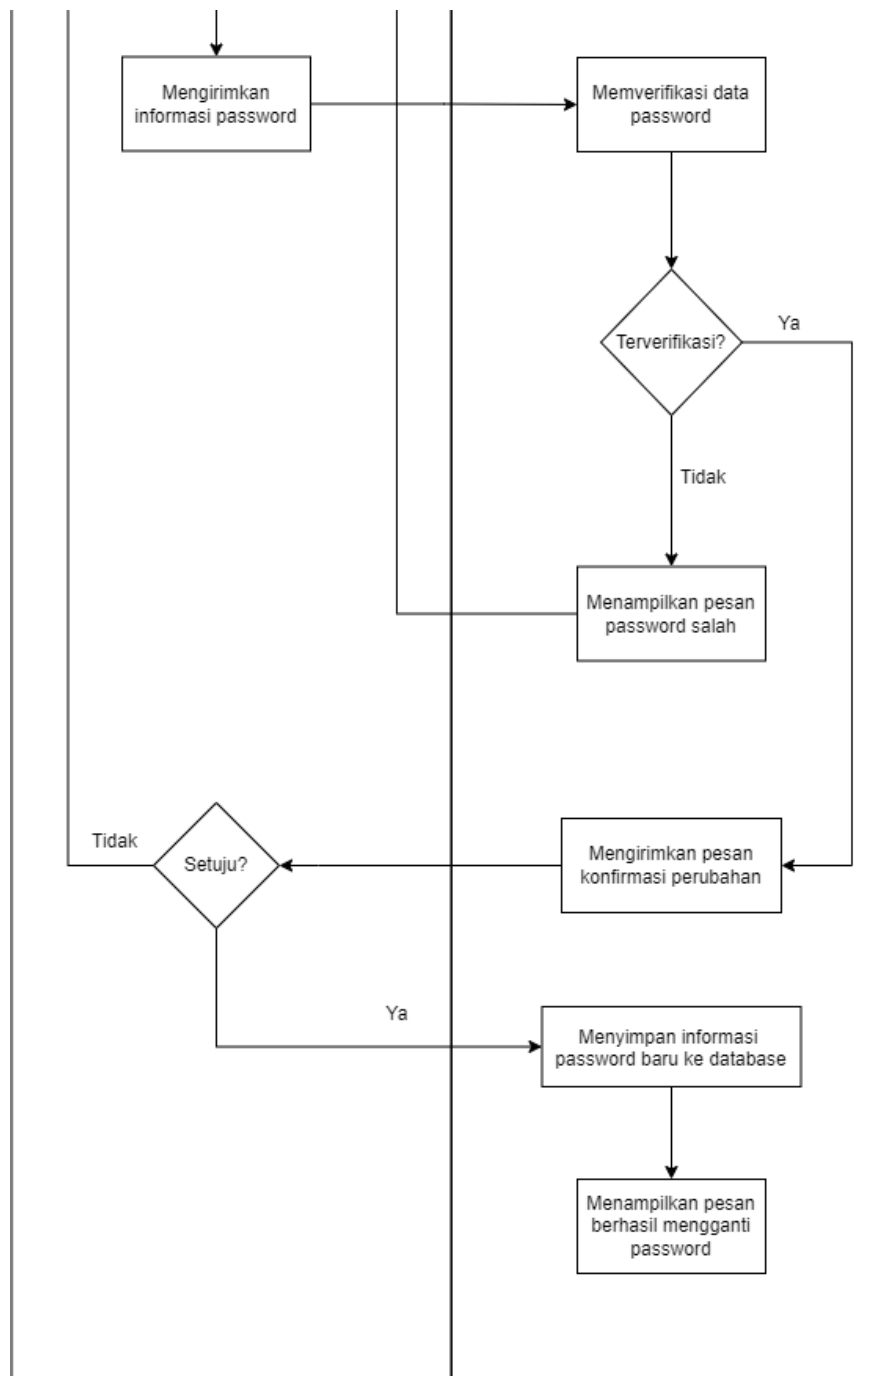 Mengirimkan
informasi password
Memverifikasi data
password
Terverifikasi?
Ya
Tidak
Menampilkan pesan
password salah
Tidak
Setuju?
Mengirimkan pesan
konfirmasi perubahan
Ya
Menyimpan informasi
password baru ke database
Menampilkan pesan
berhasil mengganti
password